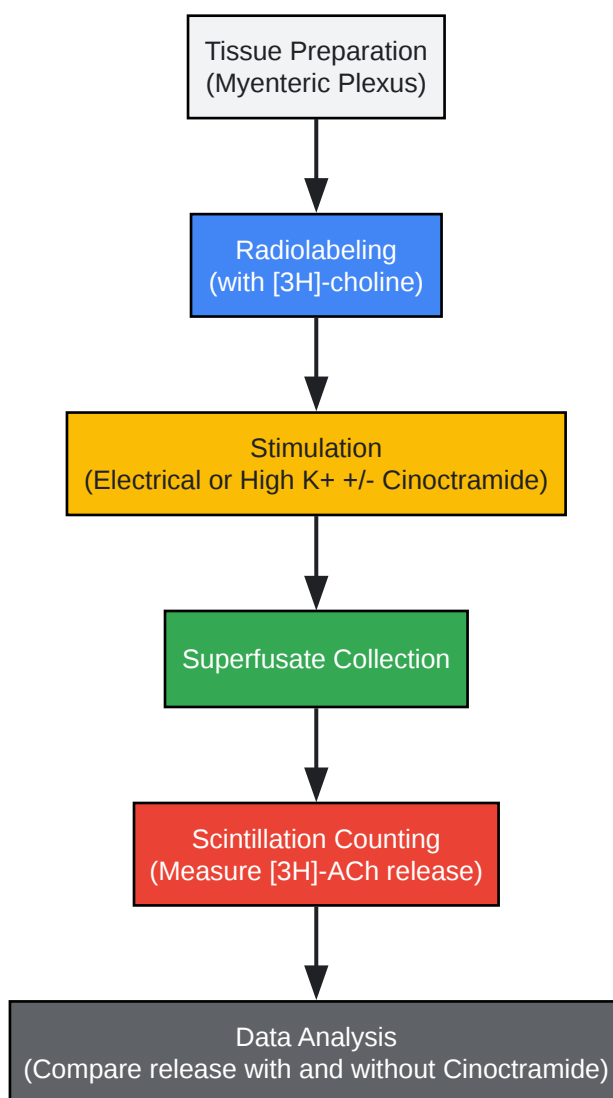 Tissue Preparation
(Myenteric Plexus)
Radiolabeling
(with [3H]-choline)
Stimulation
(Electrical or High K+ +/- Cinoctramide)
Superfusate Collection
Scintillation Counting
(Measure [3H]-ACh release)
Data Analysis
(Compare release with and without Cinoctramide)